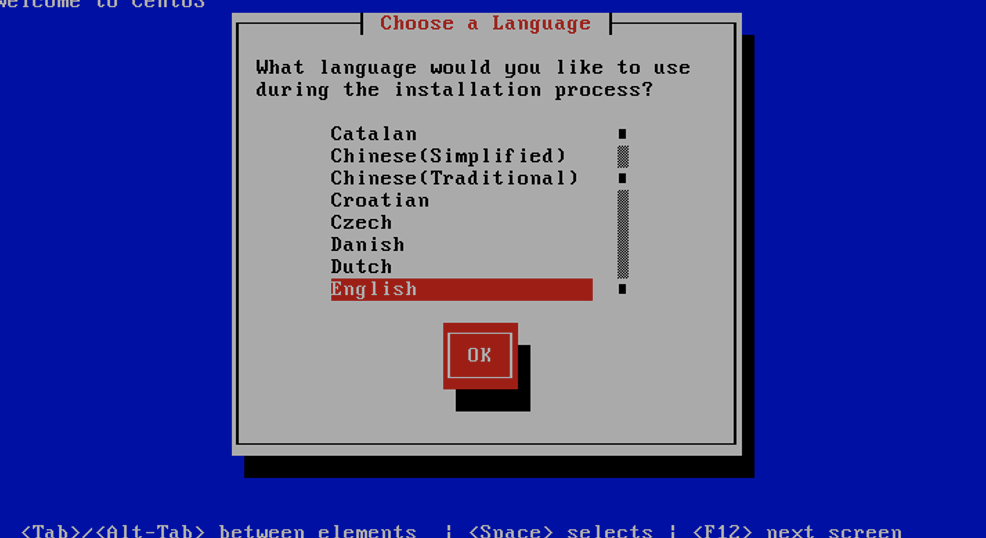 Welcome to CentOS
Choose a Language
What language would you like to use
during the installation process?
Catalan
Chinese(Simplified)
Chinese(Traditional)
Croatian
Czech
Danish
Dutch
English
OK
<Tab>/<Alt-Tab> between elements | <Space> selects | <F12> next screen